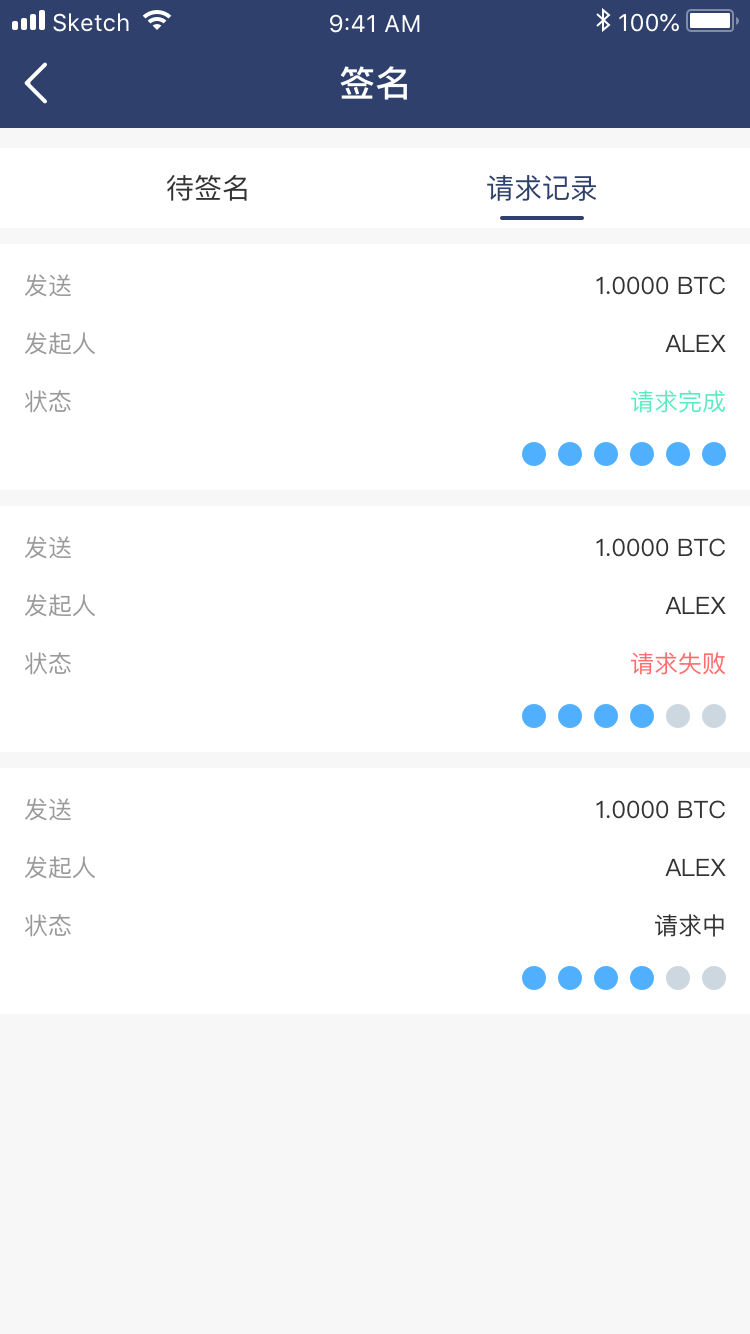 Sketch 9:41 AM 100%
签名
待签名 请求记录
发送 1.0000 BTC
发起人 ALEX
状态 请求完成
发送 1.0000 BTC
发起人 ALEX
状态 请求失败
发送 1.0000 BTC
发起人 ALEX
状态 请求中